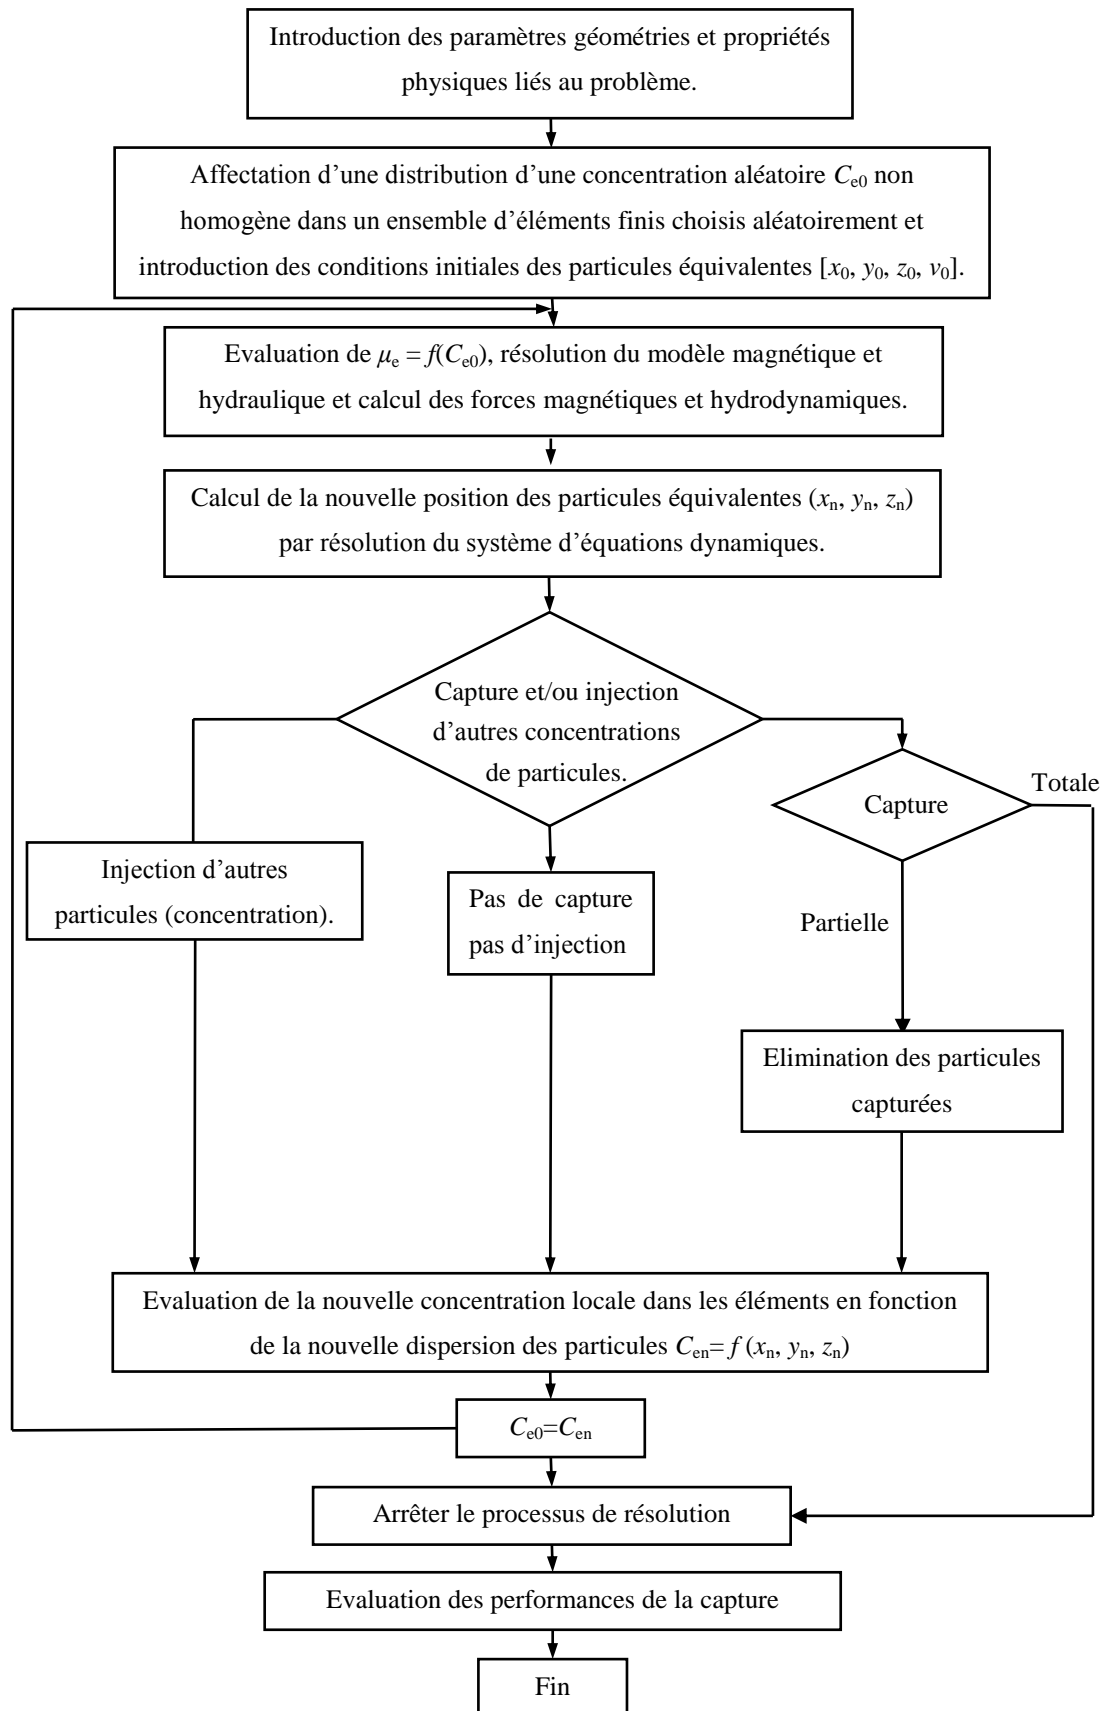 Introduction des paramètres géométries et propriétés
physiques liés au problème.
Affectation d’une distribution d’une concentration aléatoire Ce0 non
homogène dans un ensemble d’éléments finis choisis aléatoirement et
introduction des conditions initiales des particules équivalentes [x0, y0, z0, v0].
Evaluation de μe = f(Ce0), résolution du modèle magnétique et
hydraulique et calcul des forces magnétiques et hydrodynamiques.
Calcul de la nouvelle position des particules équivalentes (xn, yn, zn)
par résolution du système d’équations dynamiques.
Capture et/ou injection
d’autres concentrations
de particules.
Totale
Capture
Injection d’autres
particules (concentration).
Pas de capture
pas d’injection
Partielle
Elimination des particules
capturées
Evaluation de la nouvelle concentration locale dans les éléments en fonction
de la nouvelle dispersion des particules Cen= f (xn, yn, zn)
Ce0=Cen
Arrêter le processus de résolution
Evaluation des performances de la capture
Fin